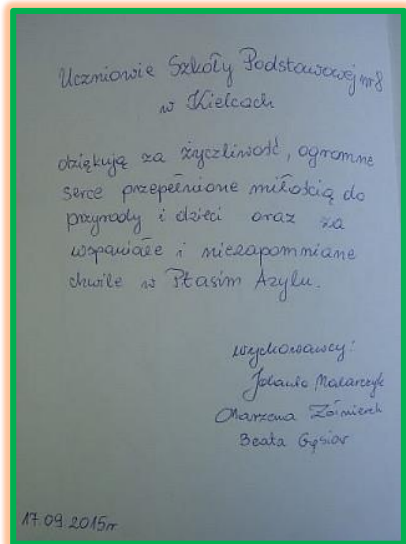 Uczniowie Szkoły Podstawowej nr 8
w Kielcach
dziękują za życzliwość, ogromne
serce przepełnione miłością do
przyrody i dzieci oraz za
wspaniałe i niezapomniane
chwile w Ptasim Azylu.
wychowawcy:
Jolanta Malarczyk
Marzena
Beata Gąsior
17.09.2015r